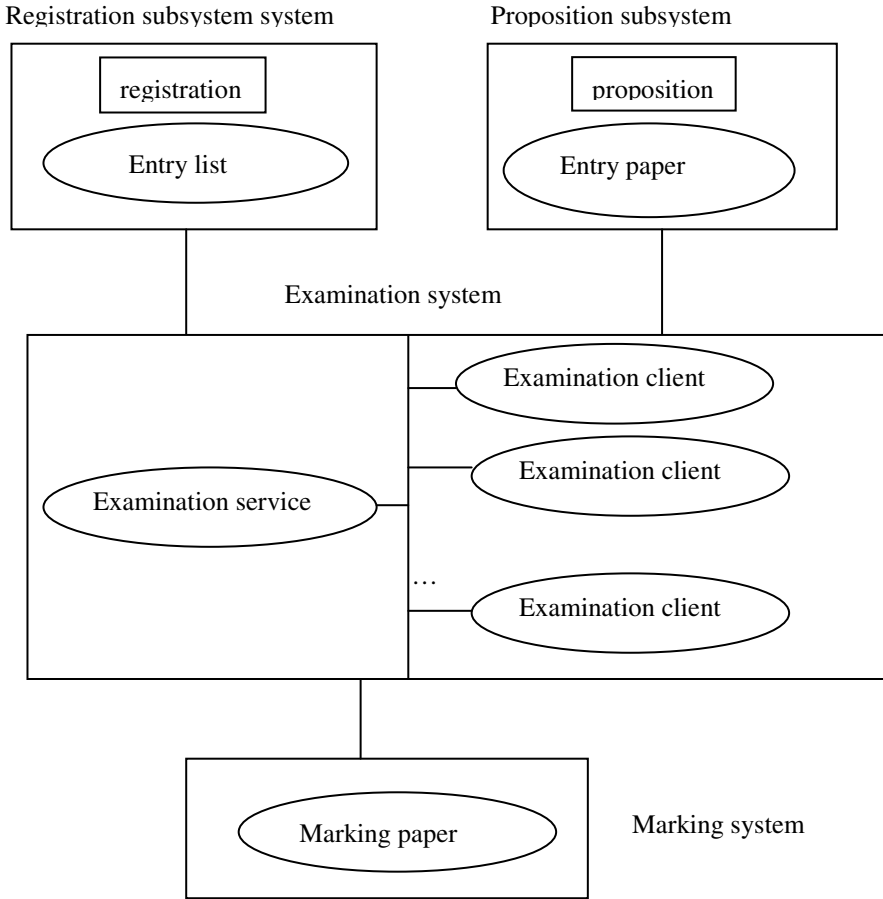 Registration subsystem system
Proposition subsystem
registration
proposition
Entry list
Entry paper
Examination system
Examination client
Examination client
Examination service
…
Examination client
Marking paper
Marking system